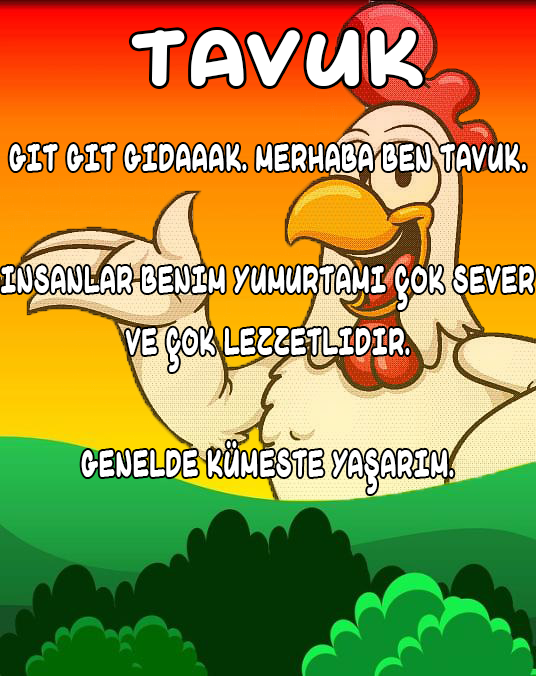 TAVUK
GIT GIT GIDAAAK. MERHABA BEN TAVUK.
INSANLAR BENIM YUMURTAMI ÇOK SEVER
VE ÇOK LEZZETLIDIR.
GENELDE KÜMESTE YAŞARIM.